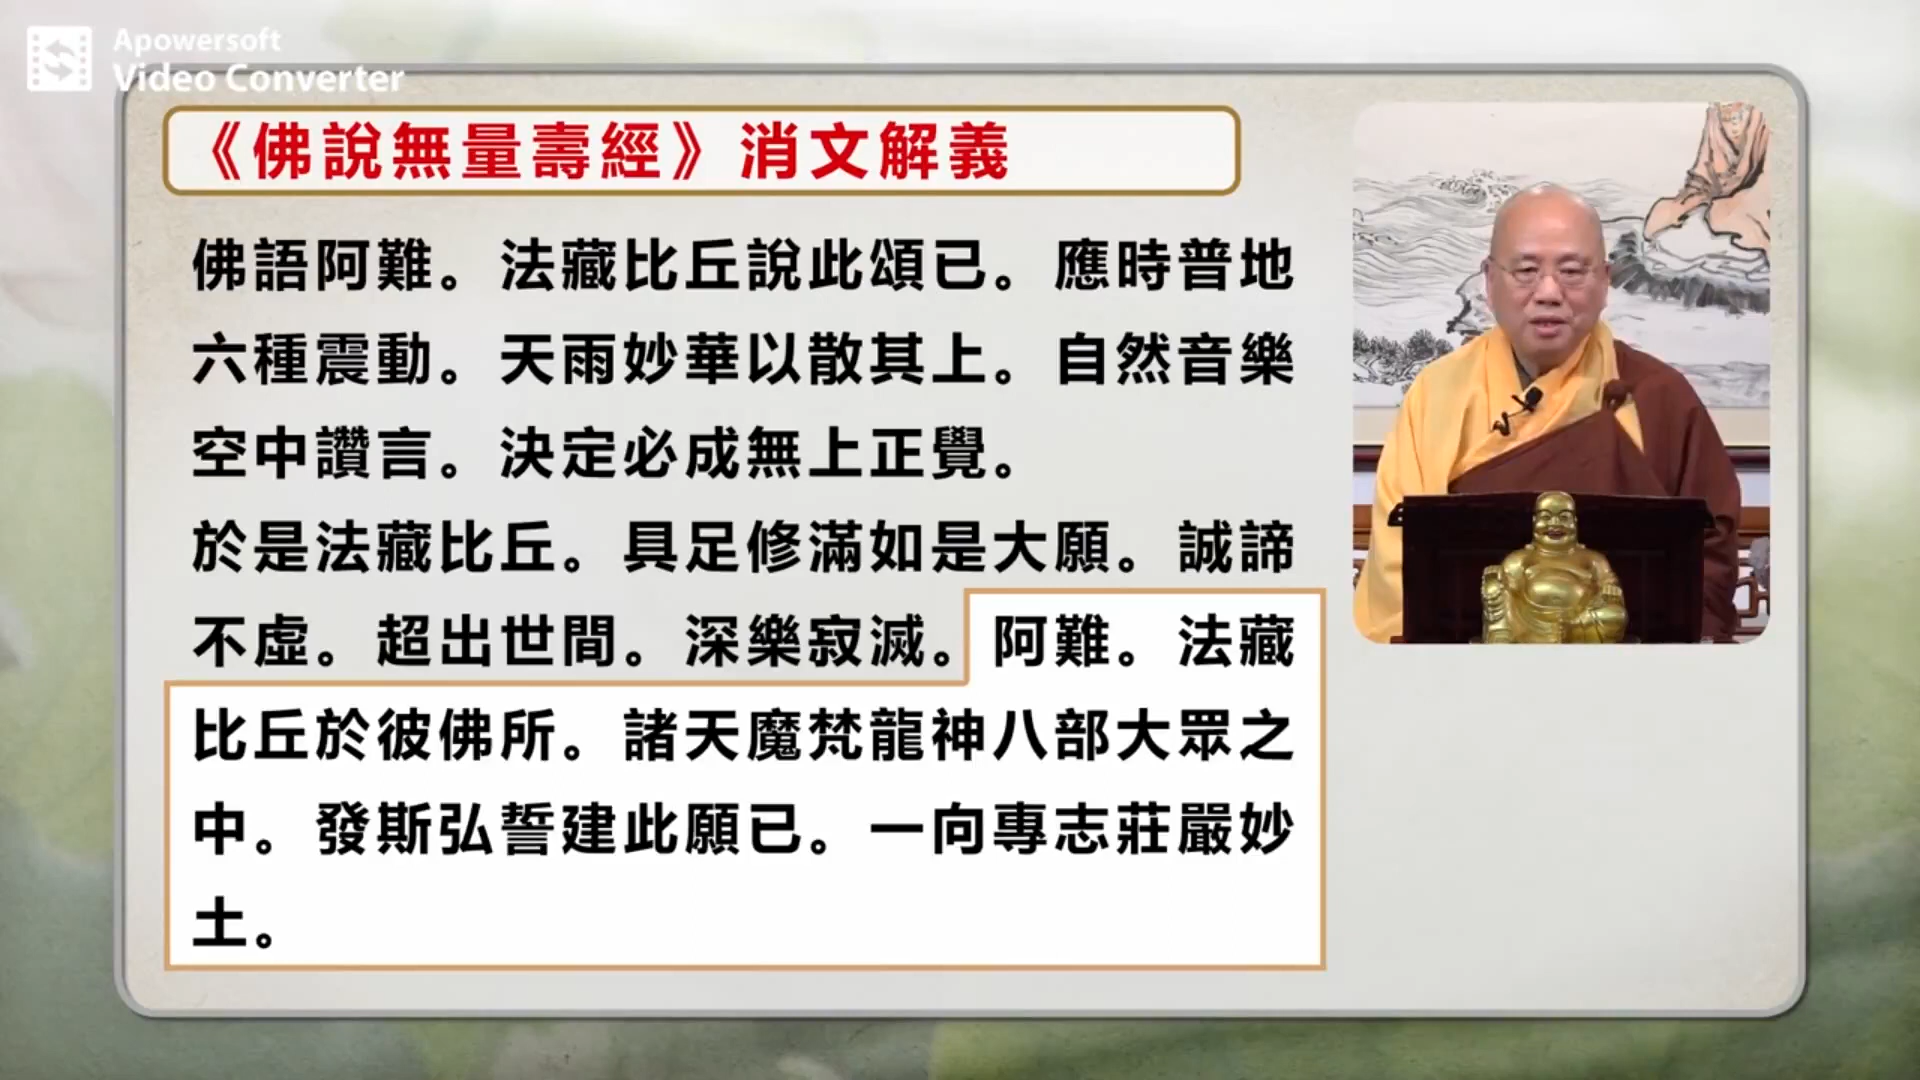 Apowersoft
Video Converter
《佛說無量壽經》消文解義
佛語阿難。法藏比丘說此頌已。應時普地
六種震動。天雨妙華以散其上。自然音樂
空中讚言。決定必成無上正覺。
於是法藏比丘。具足修滿如是大願。誠諦
不虛。超出世間。深樂寂滅。阿難。法藏
比丘於彼佛所。諸天魔梵龍神八部大眾之
中。發斯弘誓建此願已。一向專志莊嚴妙
土。